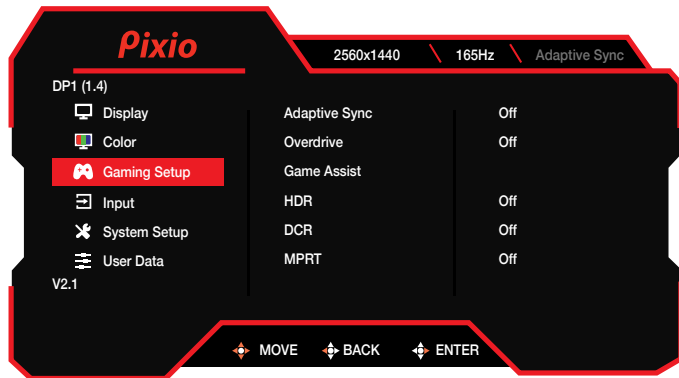 Pixio
2560x1440 \ 165Hz \ Adaptive Sync
DP1 (1.4)
Display
Adaptive Sync Off
Color
Overdrive Off
Gaming Setup
Game Assist
Input
HDR Off
System Setup
DCR Off
User Data
MPRT Off
V2.1
MOVE BACK ENTER